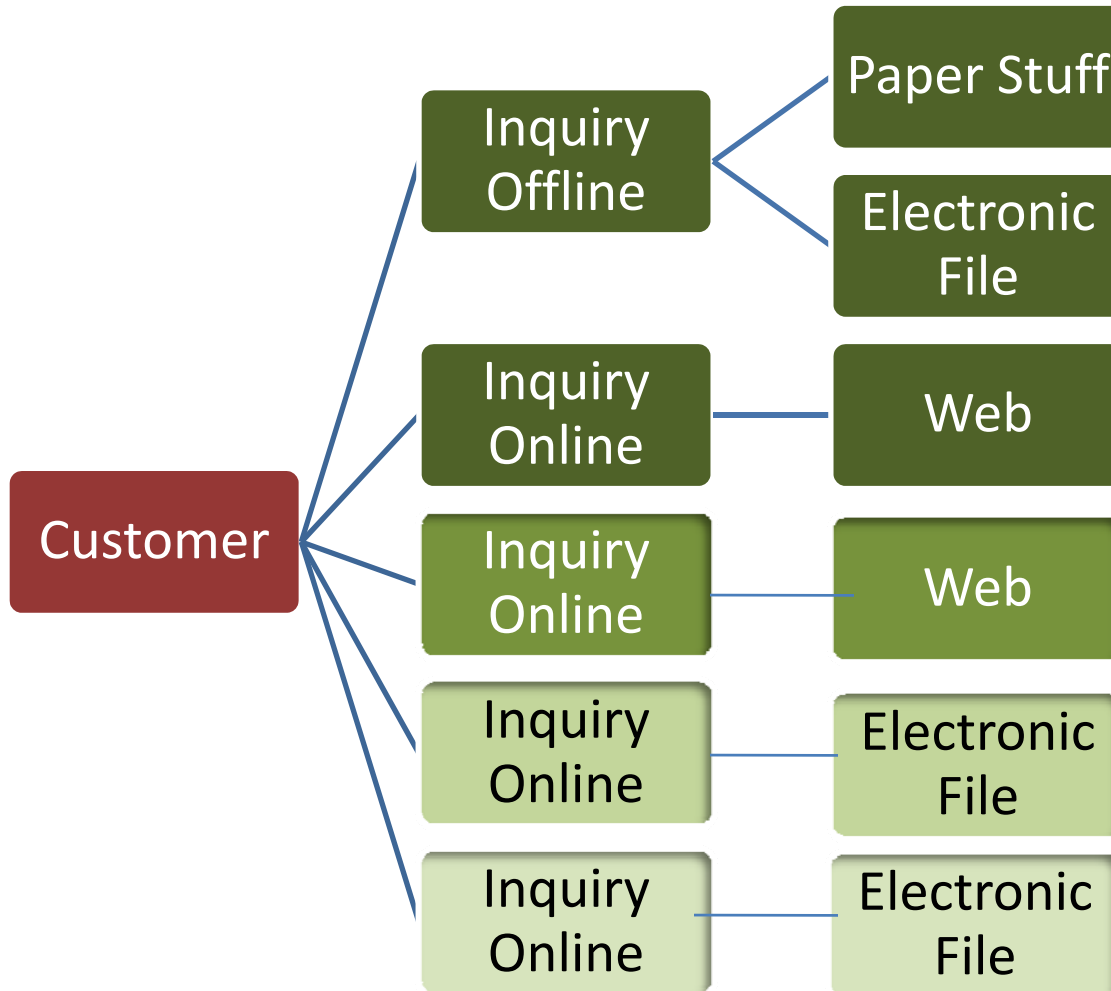 Paper Stuff
Inquiry
Offline
Electronic
File
Inquiry
Online
Web
Customer
Inquiry
Online
Web
Inquiry
Online
Electronic
File
Inquiry
Online
Electronic
File